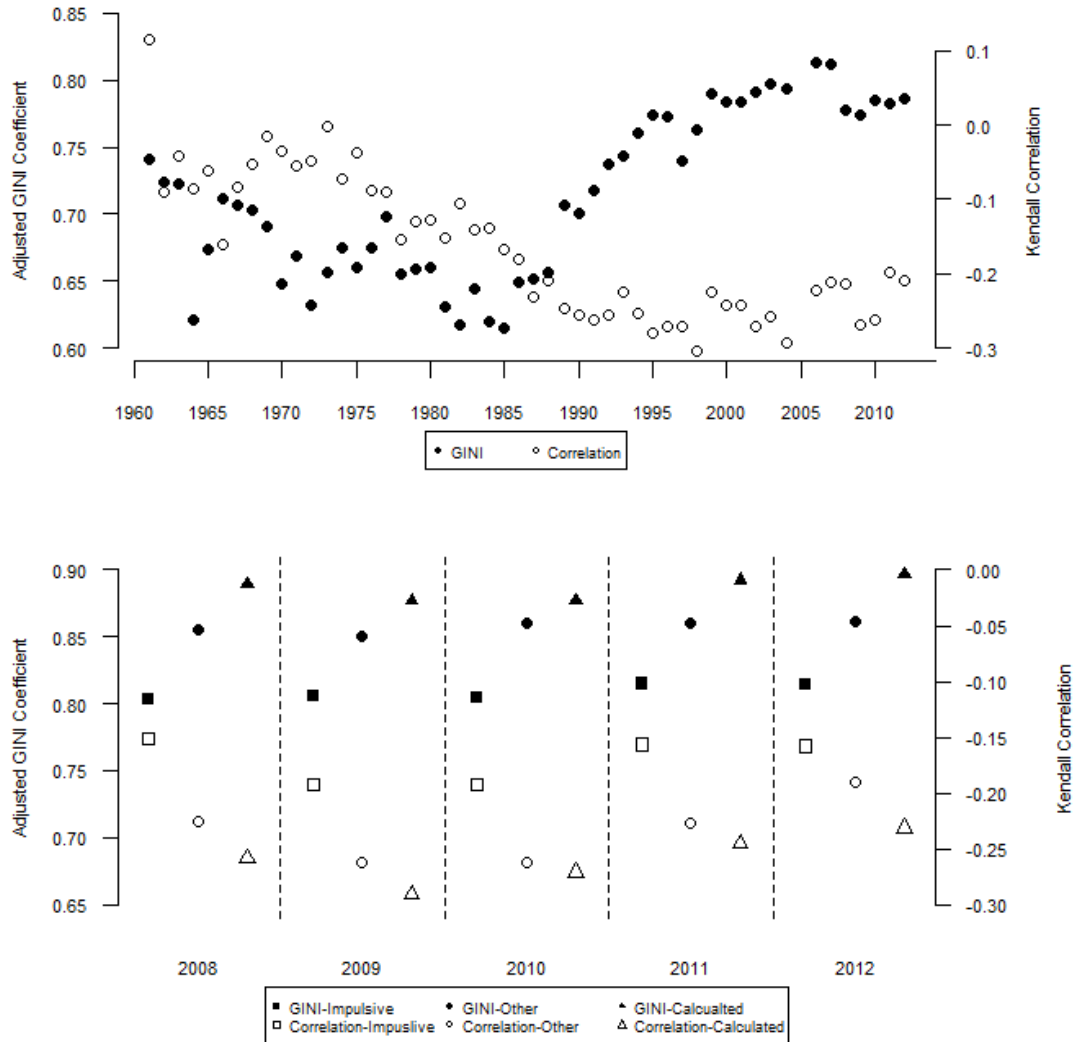 0.85
0.80
0.75
0.70
0.65
0.60
Adjusted GINI Coefficient
0.1
0.0
-0.1
-0.2
-0.3
Kendall Correlation
1960 1965 1970 1975 1980 1985 1990 1995 2000 2005 2010
GINI Correlation
0.90
0.85
0.80
0.75
0.70
0.65
Adjusted GINI Coefficient
0.00
-0.05
-0.10
-0.15
-0.20
-0.25
-0.30
Kendall Correlation
2008 2009 2010 2011 2012
GINI-Impulsive GINI-Other GINI-Calcualted
Correlation-Impuslive Correlation-Other Correlation-Calculated